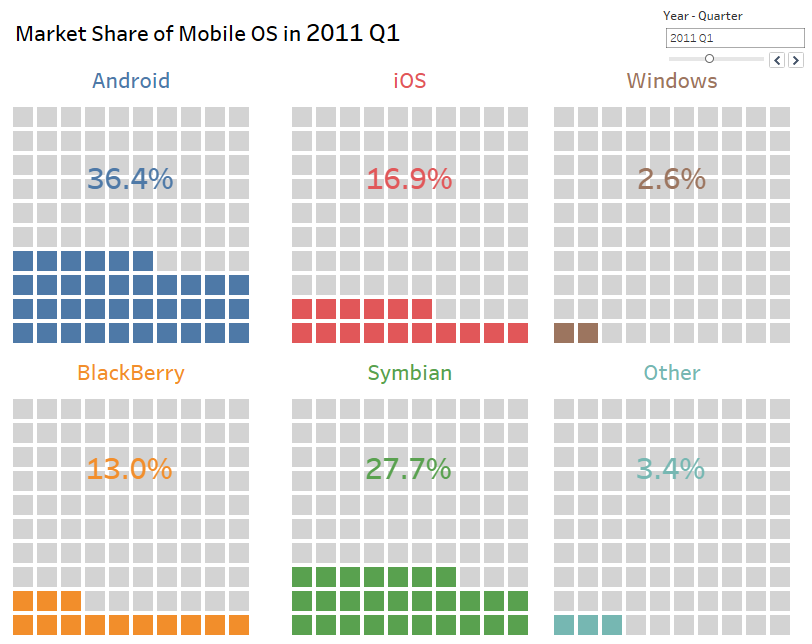 Market Share of Mobile OS in 2011 Q1
Year - Quarter
2011 Q1
Android
iOS
Windows
36.4%
16.9%
2.6%
BlackBerry
Symbian
Other
13.0%
27.7%
3.4%